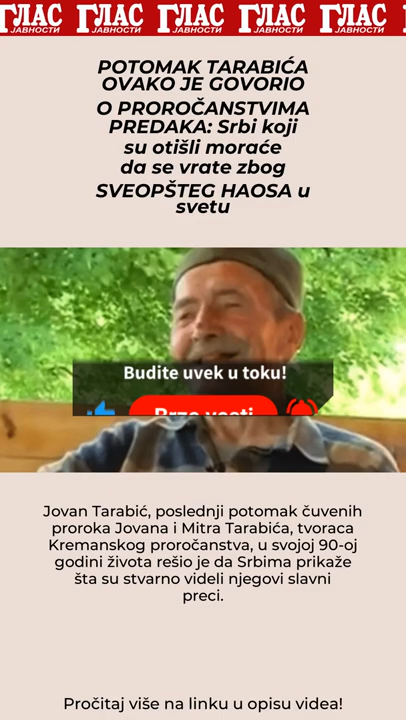 ГЛАС ГЛАС ГЛАС ГЛАС ГЛАС
ЈАВНОСТИ ЈАВНОСТИ ЈАВНОСТИ ЈАВНОСТИ ЈАВНОСТИ
POTOMAK TARABIĆA
OVAKO JE GOVORIO
O PROROČANSTVIMA
PREDAKA: Srbi koji
su otišli moraće
da se vrate zbog
SVEOPŠTEG HAOSA u
svetu
Budite uvek u toku!
Brze vesti
Jovan Tarabić, poslednji potomak čuvenih
proroka Jovana i Mitra Tarabića, tvoraca
Kremanskog proročanstva, u svojoj 90-oj
godini života rešio je da Srbima prikaže
šta su stvarno videli njegovi slavni
preci.
Pročitaj više na linku u opisu videa!